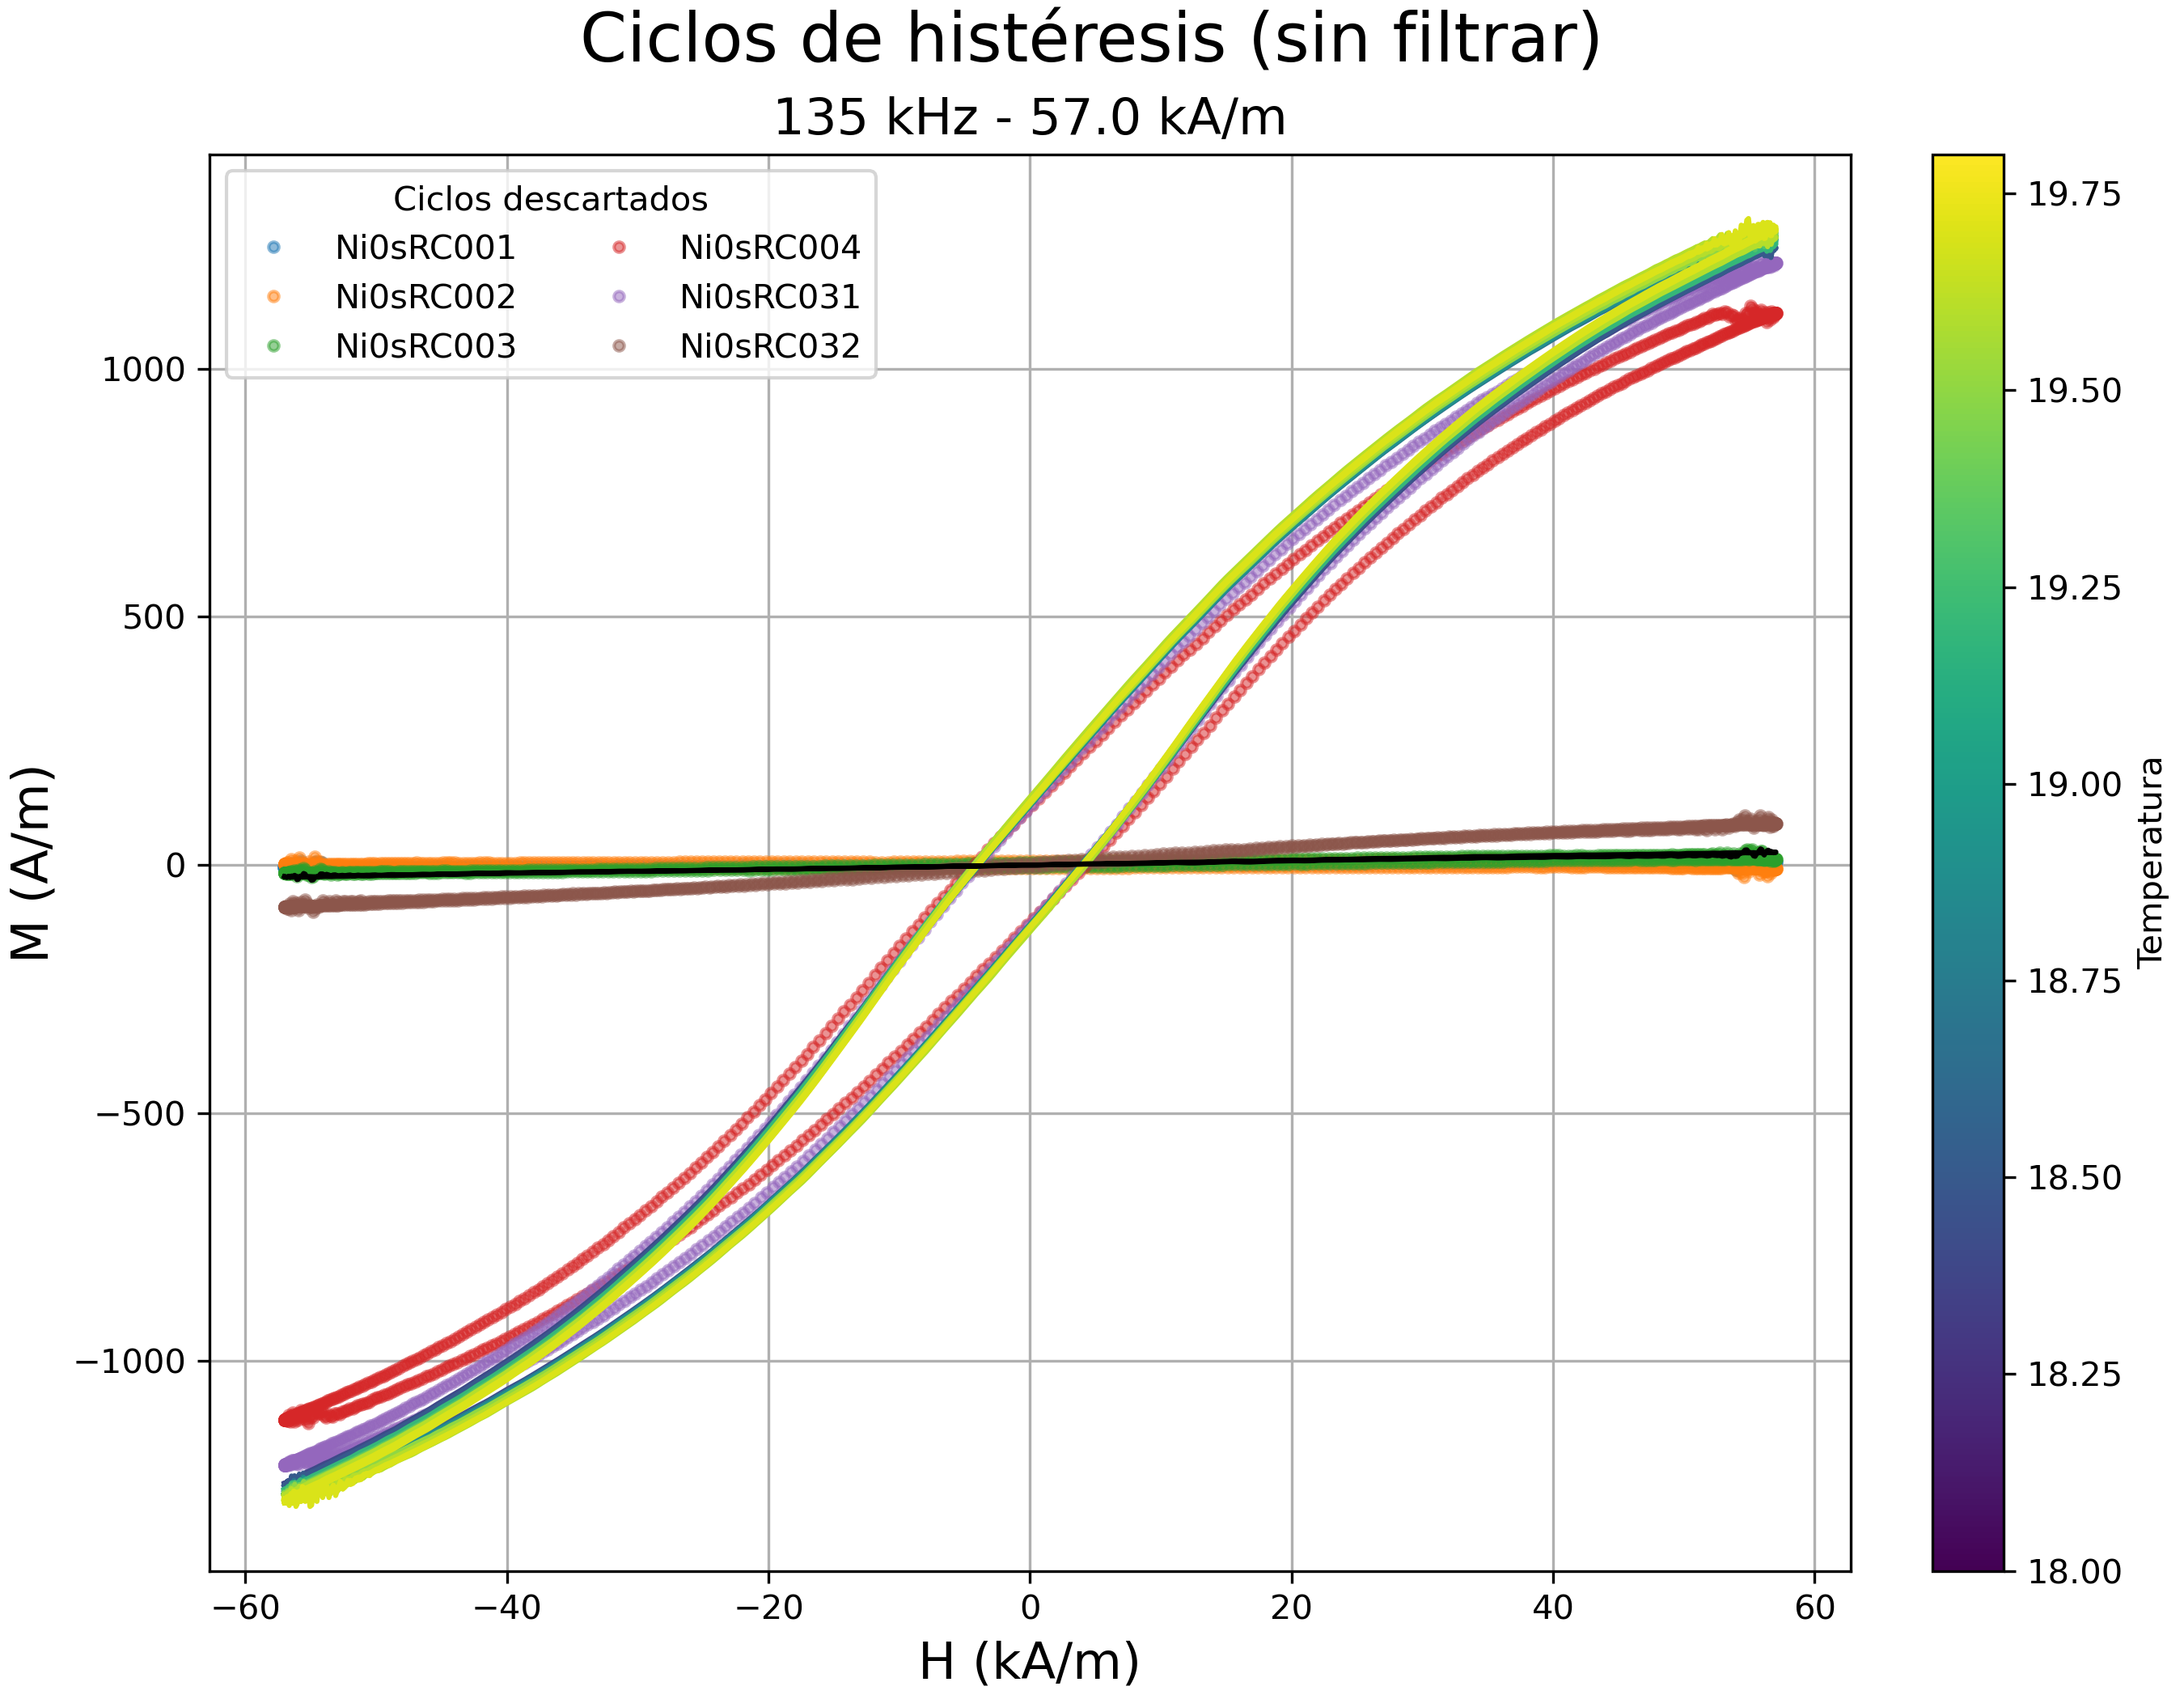 Ciclos de histéresis (sin filtrar)
135 kHz - 57.0 kA/m
Ciclos descartados
Ni0sRC001
Ni0sRC002
Ni0sRC003
Ni0sRC004
Ni0sRC031
Ni0sRC032
M (A/m)
1000
500
0
−500
−1000
−60
−40
−20
0
20
40
60
H (kA/m)
19.75
19.50
19.25
19.00
18.75
18.50
18.25
18.00
Temperatura